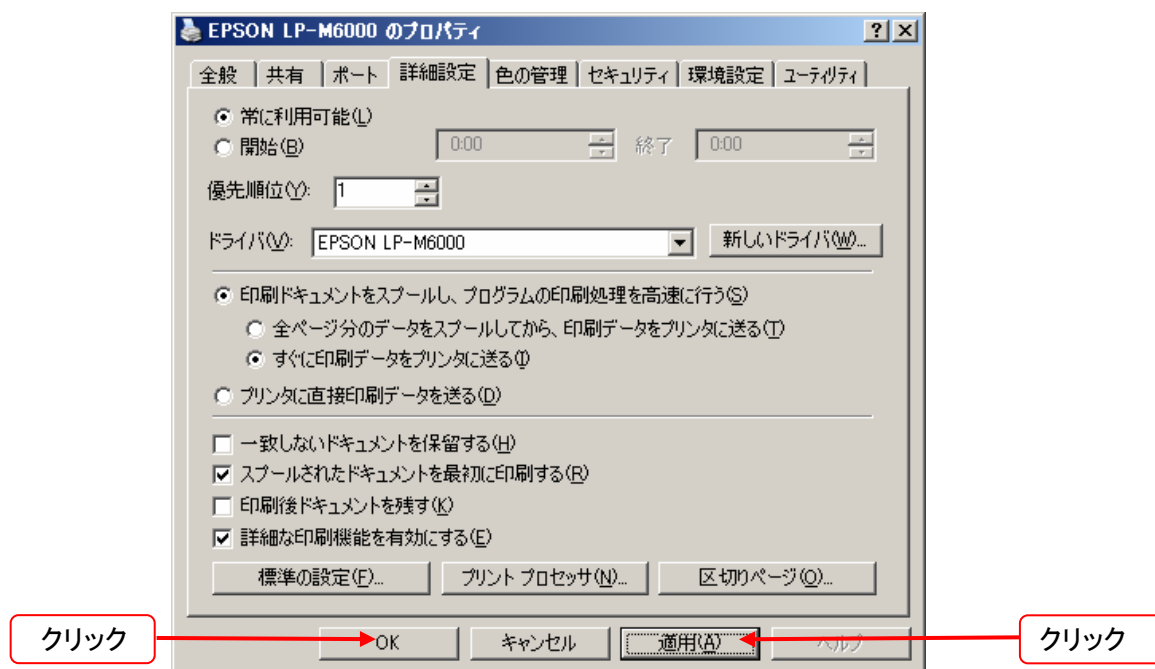 EPSON LP-M6000 のプロパティ
全般 共有 ポート 詳細設定 色の管理 セキュリティ 環境設定 ユーティリティ
常に利用可能(L)
開始(B) 0:00 終了 0:00
優先順位(Y): 1
ドライバ(V): EPSON LP-M6000 新しいドライバ(W)...
印刷ドキュメントをスプールし、プログラムの印刷処理を高速に行う(S)
全ページ分のデータをスプールしてから、印刷データをプリンタに送る(T)
すぐに印刷データをプリンタに送る(I)
プリンタに直接印刷データを送る(D)
一致しないドキュメントを保留する(H)
スプールされたドキュメントを最初に印刷する(R)
印刷後ドキュメントを残す(K)
詳細な印刷機能を有効にする(E)
標準の設定(F)... プリント プロセッサ(N)... 区切りページ(O)...
クリック OK キャンセル 適用(A) ヘルプ クリック